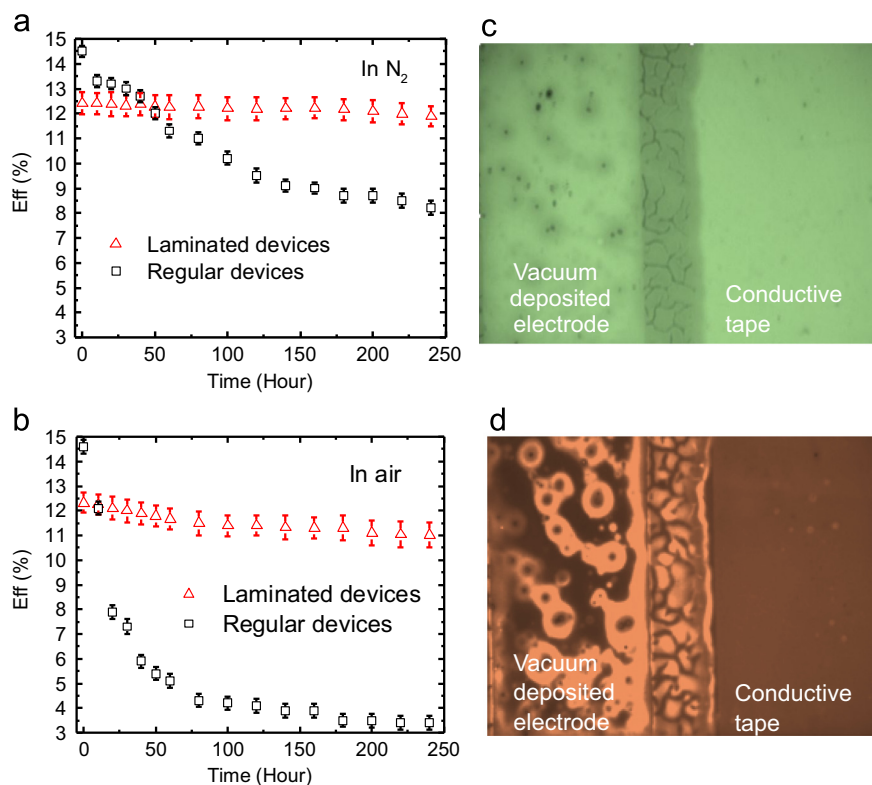 a
15
14
13
12
11
10
9
8
7
6
5
4
3
Eff (%)
In N₂
Laminated devices
Regular devices
0 50 100 150 200 250
Time (Hour)
c
Vacuum
deposited
electrode
Conductive
tape
b
15
14
13
12
11
10
9
8
7
6
5
4
3
Eff (%)
In air
Laminated devices
Regular devices
0 50 100 150 200 250
Time (Hour)
d
Vacuum
deposited
electrode
Conductive
tape